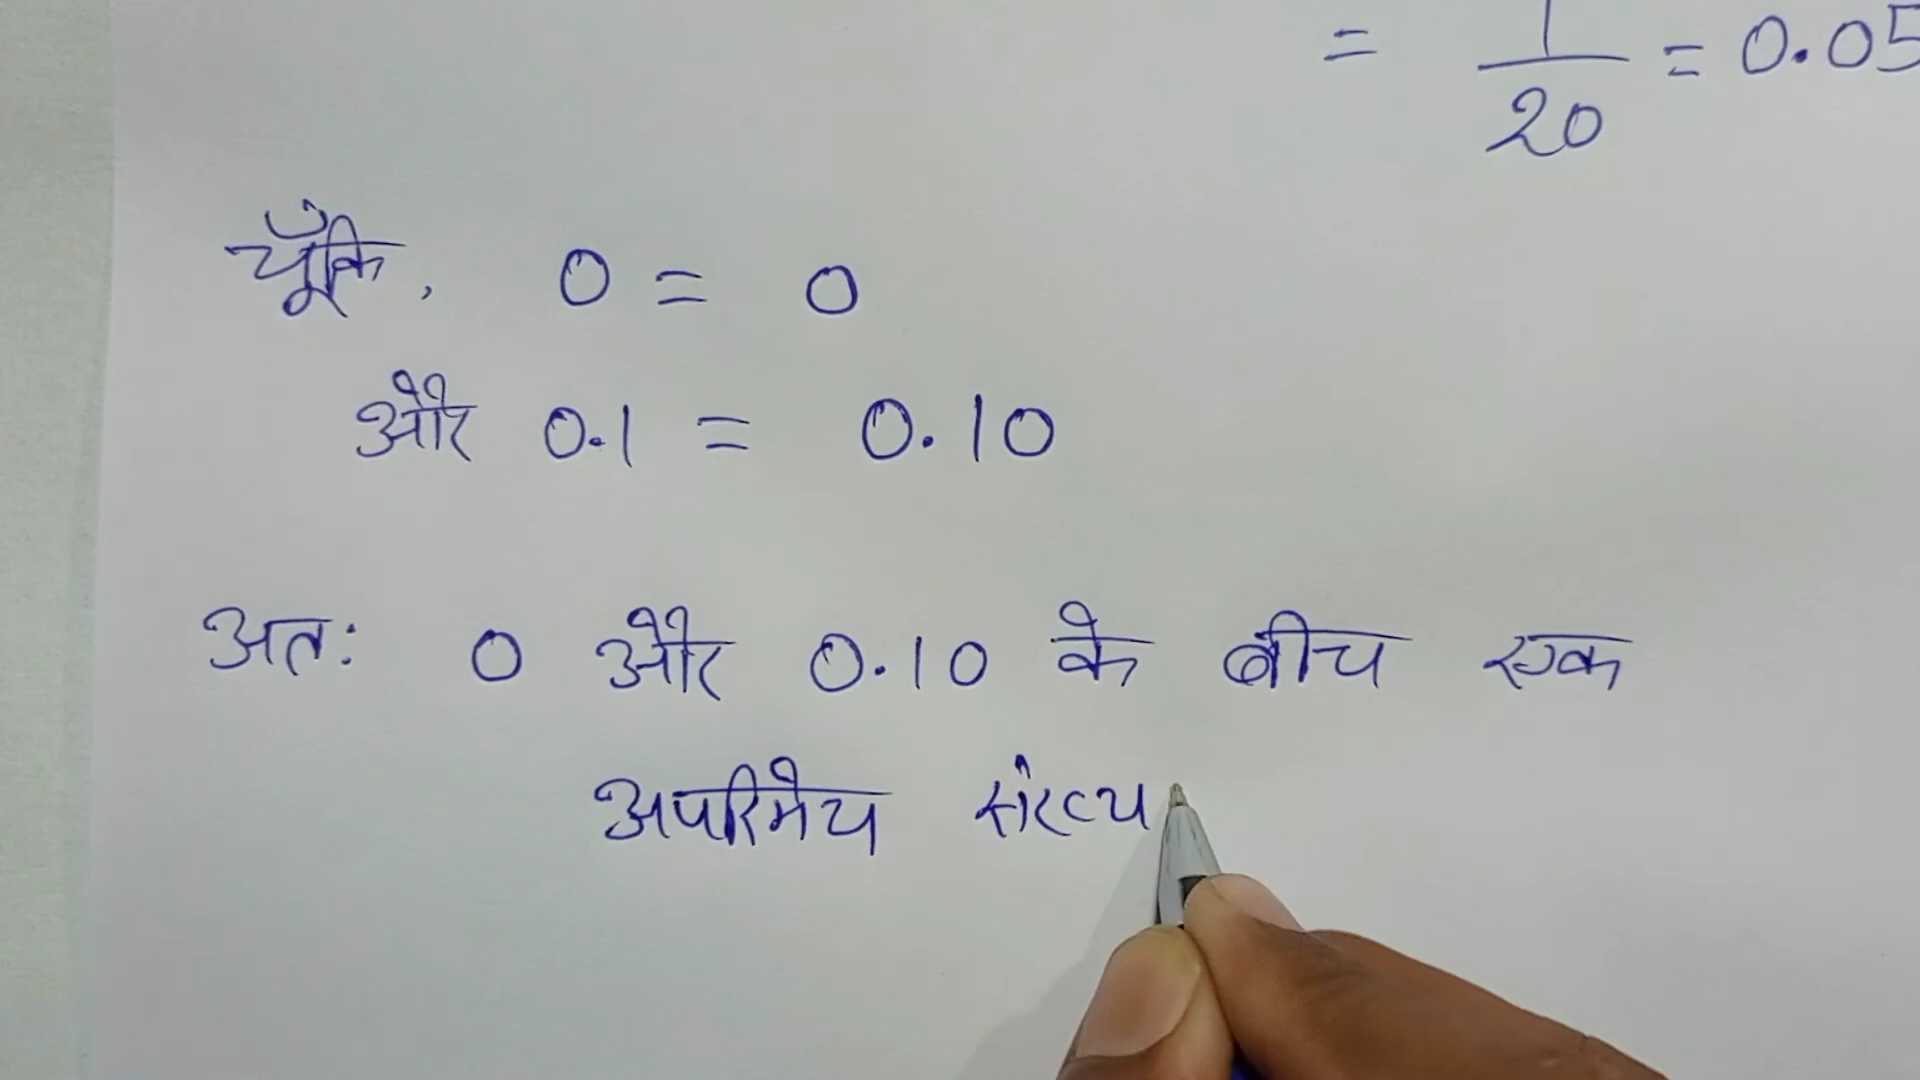 = 1/20 = 0.05
चूँकि, 0 = 0
और 0.1 = 0.10
अतः 0 और 0.10 के बीच एक
अपरिमेय संख्य